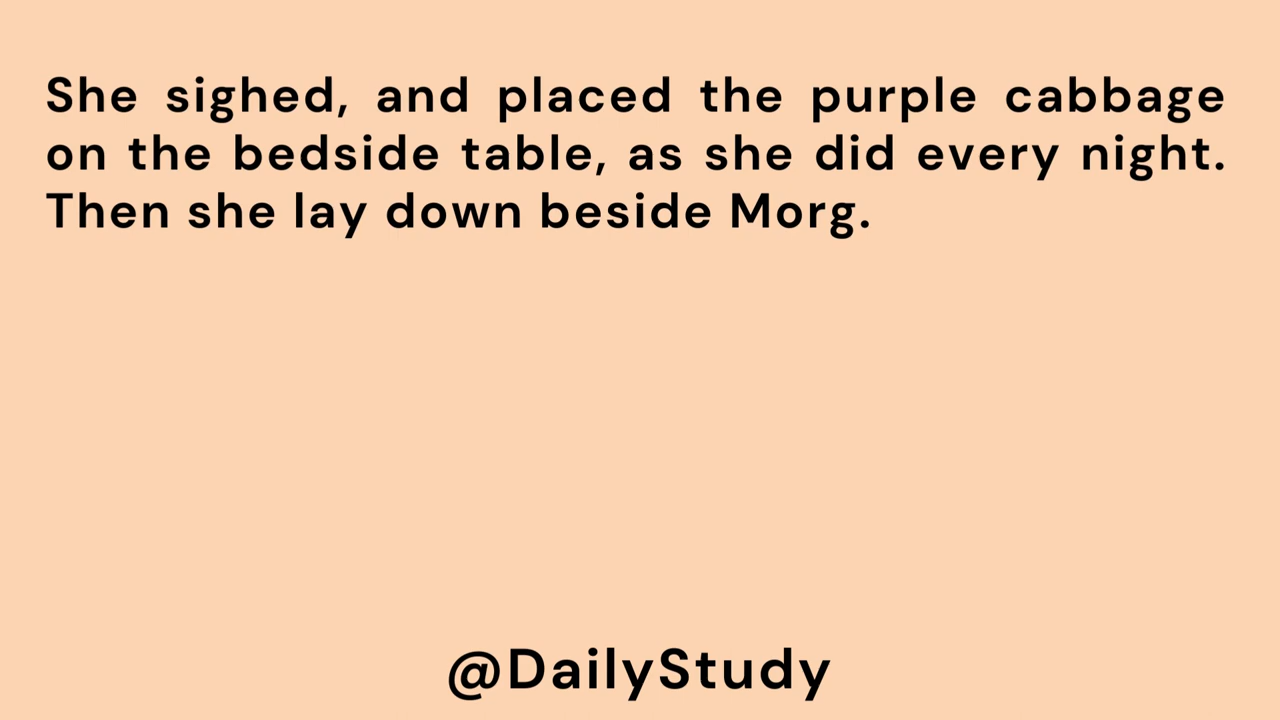 She sighed, and placed the purple cabbage
on the bedside table, as she did every night.
Then she lay down beside Morg.
@DailyStudy